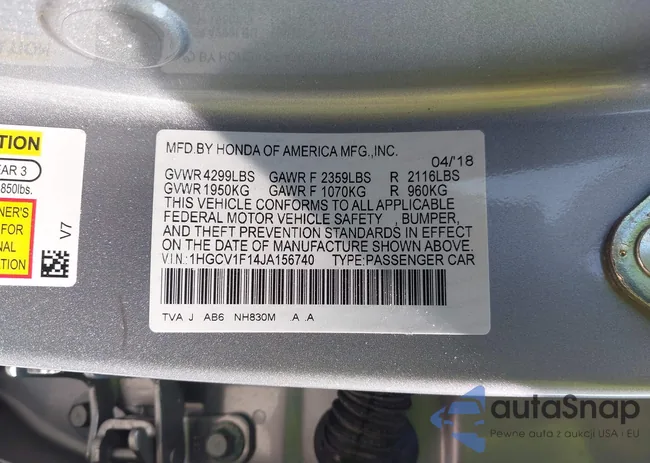 MFD.BY HONDA OF AMERICA MFG.,INC.
04/'18
GVWR 4299LBS GAWR F 2359LBS R 2116LBS
GVWR 1950KG GAWR F 1070KG R 960KG
THIS VEHICLE CONFORMS TO ALL APPLICABLE
FEDERAL MOTOR VEHICLE SAFETY , BUMPER,
AND THEFT PREVENTION STANDARDS IN EFFECT
ON THE DATE OF MANUFACTURE SHOWN ABOVE.
V.I.N.: 1HGCV1F14JA156740 TYPE:PASSENGER CAR
TVA J AB6 NH830M .A .A
TION
EAR 3
850lbs.
NER'S
FOR
NAL
ATION
V7
autoSnap
Pewne auta z aukcji USA i EU